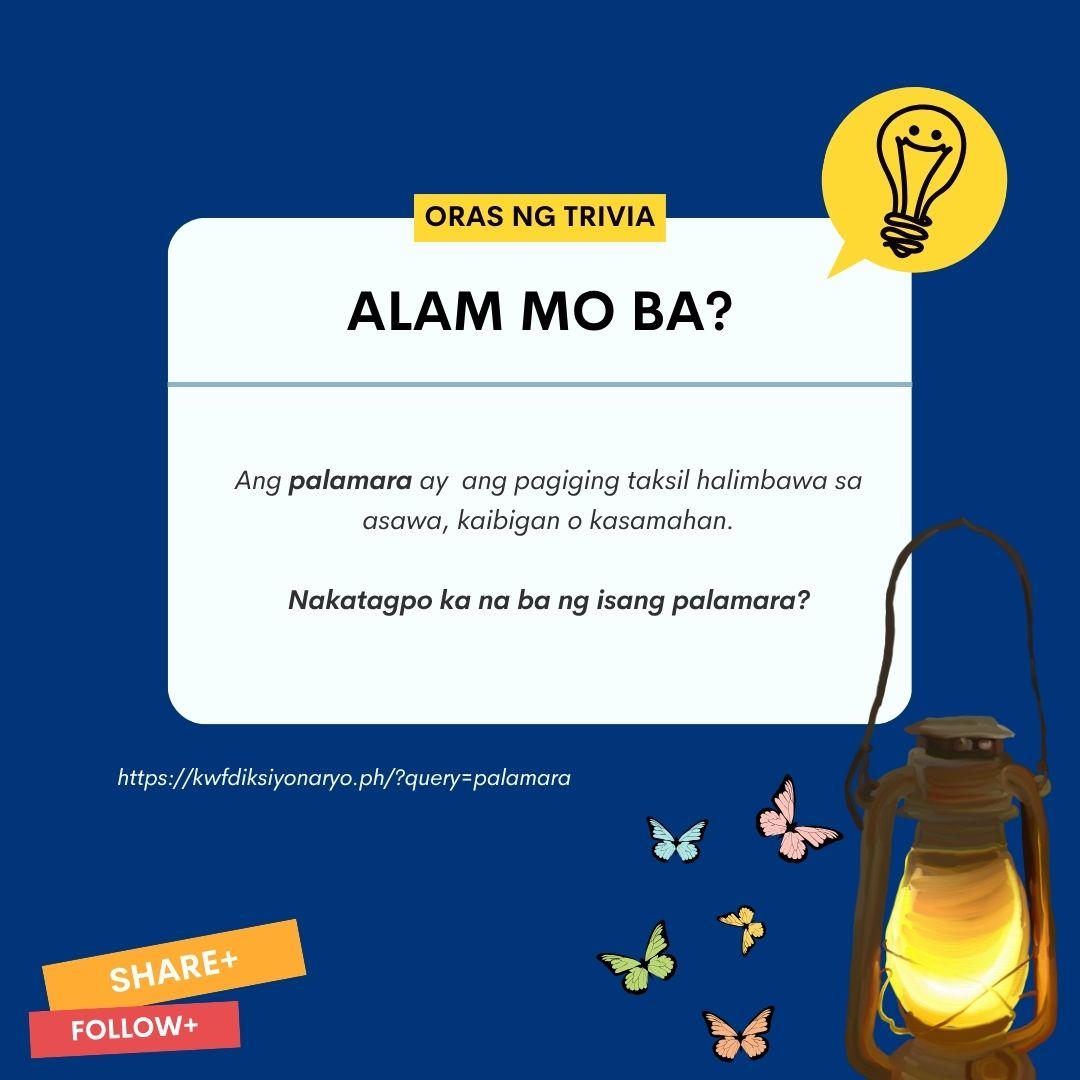 ORAS NG TRIVIA
ALAM MO BA?
Ang palamara ay  ang pagiging taksil halimbawa sa
asawa, kaibigan o kasamahan.
Nakatagpo ka na ba ng isang palamara?
https://kwfdiksiyonaryo.ph/?query=palamara
SHARE+
FOLLOW+